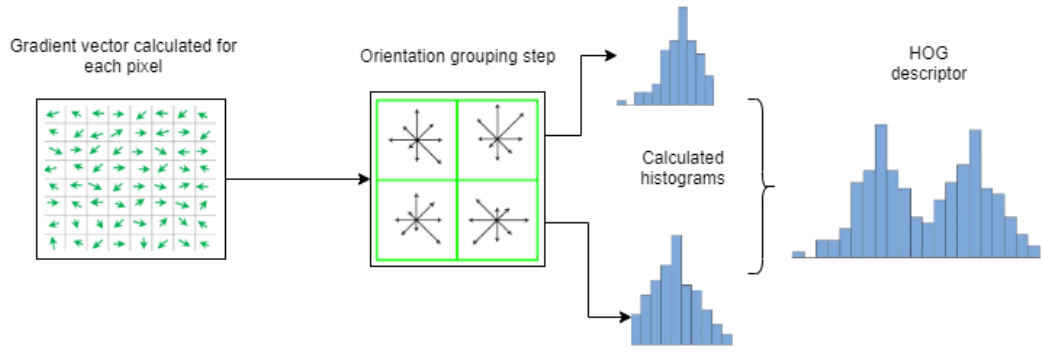 Gradient vector calculated for
each pixel
Orientation grouping step
Calculated
histograms
HOG
descriptor